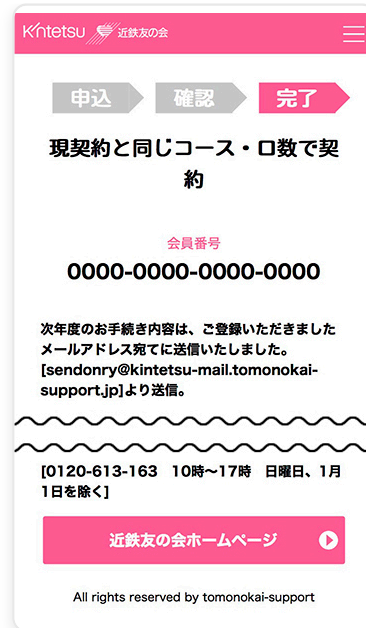 Kintetsu 近鉄友の会
申込 確認 完了
現契約と同じコース・口数で契
約
会員番号
0000-0000-0000-0000
次年度のお手続き内容は、ご登録いただきました
メールアドレス宛てに送信いたしました。
[sendonry@kintetsu-mail.tomonokai-
support.jp]より送信。
[0120-613-163 10時〜17時 日曜日、1月
1日を除く]
近鉄友の会ホームページ
All rights reserved by tomonokai-support